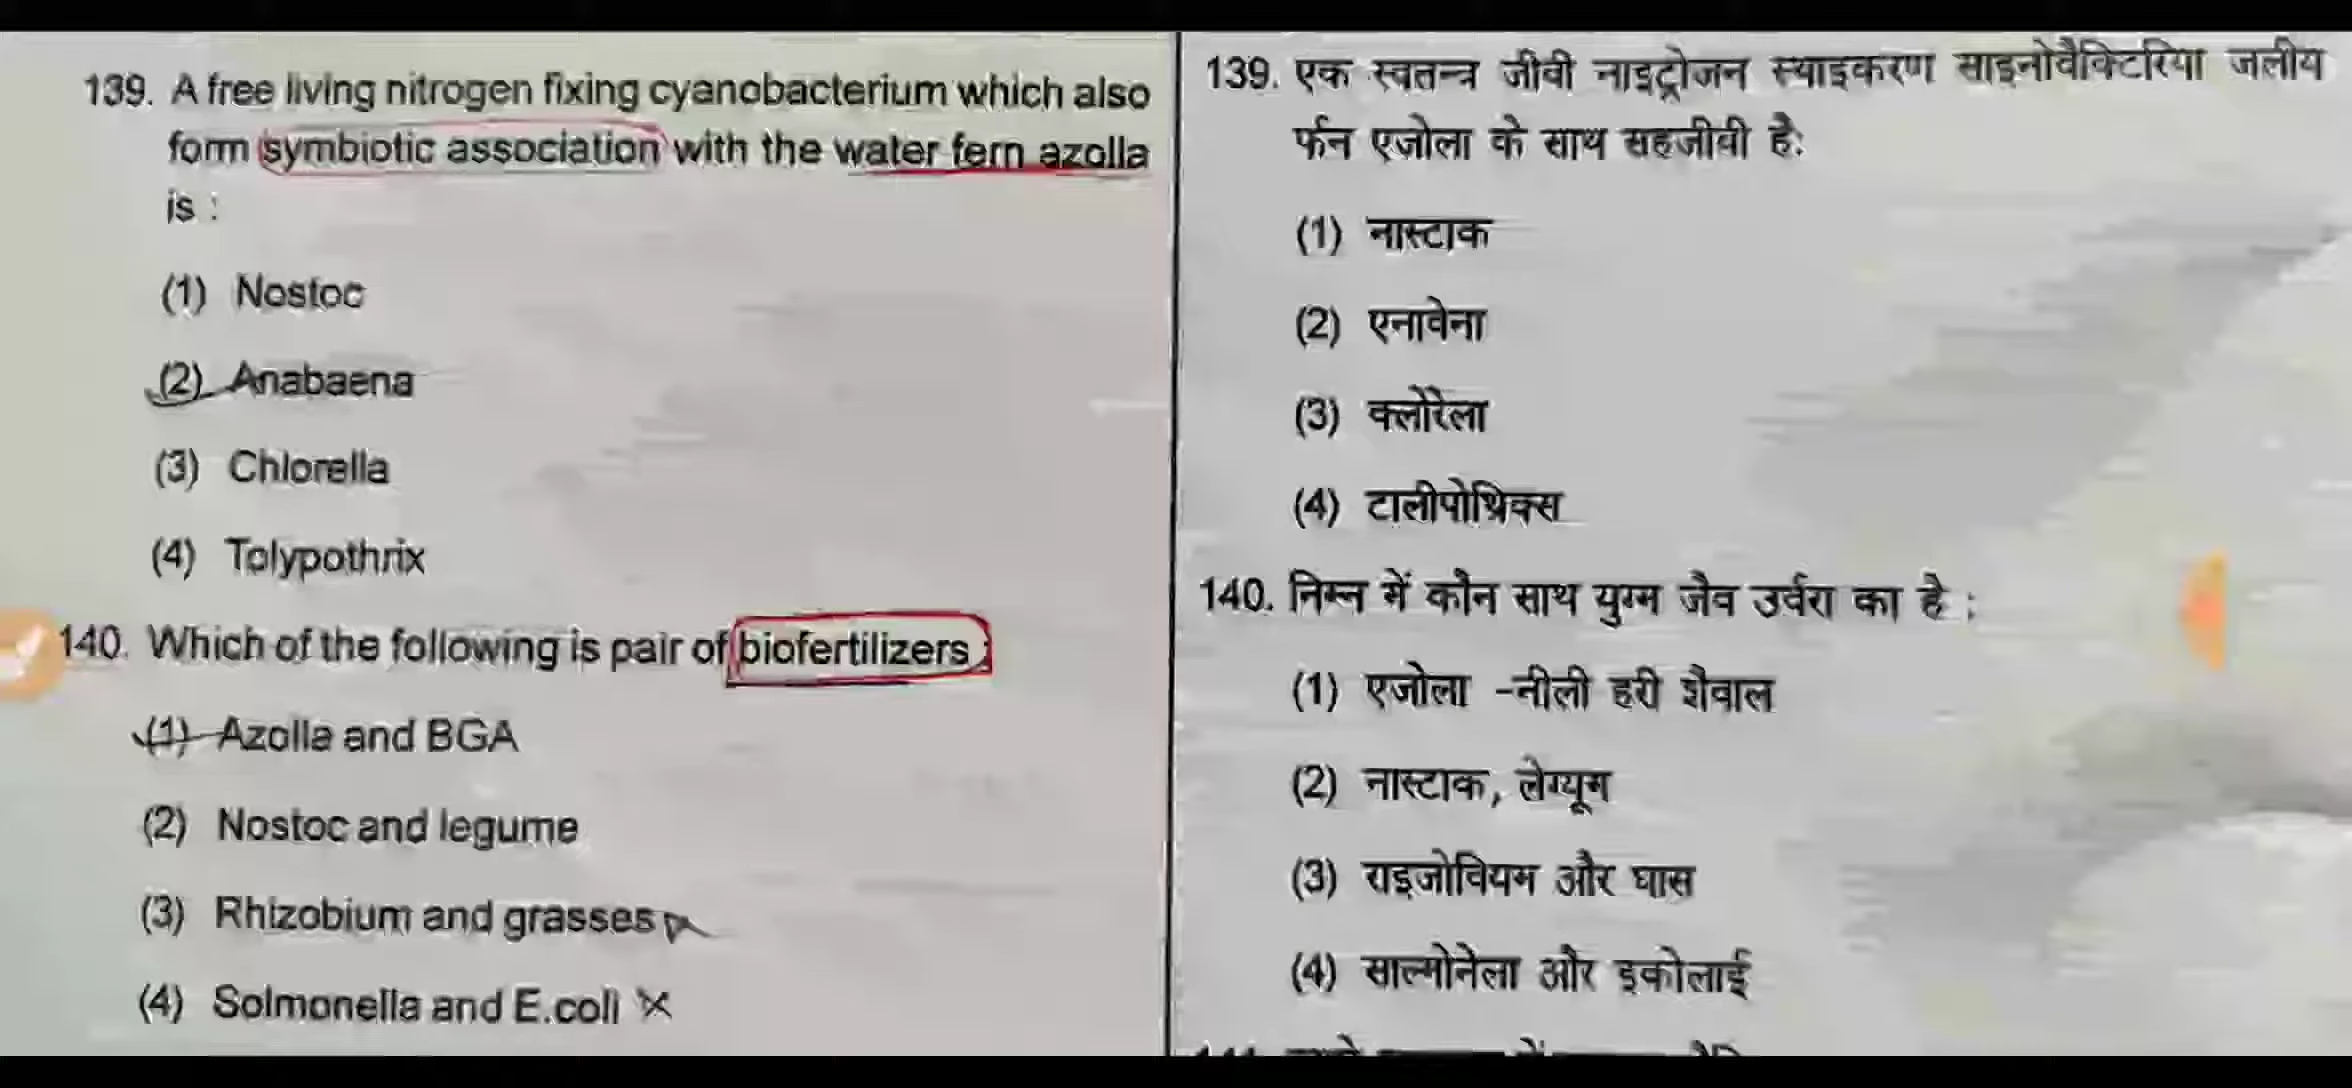 139. A free living nitrogen fixing cyanobacterium which also
form symbiotic association with the water fern azolla
is :
(1) Nostoc
(2) Anabaena
(3) Chlorella
(4) Tolypothrix
140. Which of the following is pair of biofertilizers :
(1) Azolla and BGA
(2) Nostoc and legume
(3) Rhizobium and grasses
(4) Solmonella and E.coli
139. एक स्वतन्त्र जीवी नाइट्रोजन स्थाइकरण साइनोवैक्टिरिया जलीय
र्फन एजोला के साथ सहजीवी है:
(1) नास्टाक
(2) एनावेना
(3) क्लोरेला
(4) टालीपोथ्रिक्स
140. निम्न में कौन साथ युग्म जैव उर्वरा का है :
(1) एजोला -नीली हरी शैवाल
(2) नास्टाक, लेग्यूम
(3) राइजोवियम और घास
(4) साल्मोनेला और इकोलाई